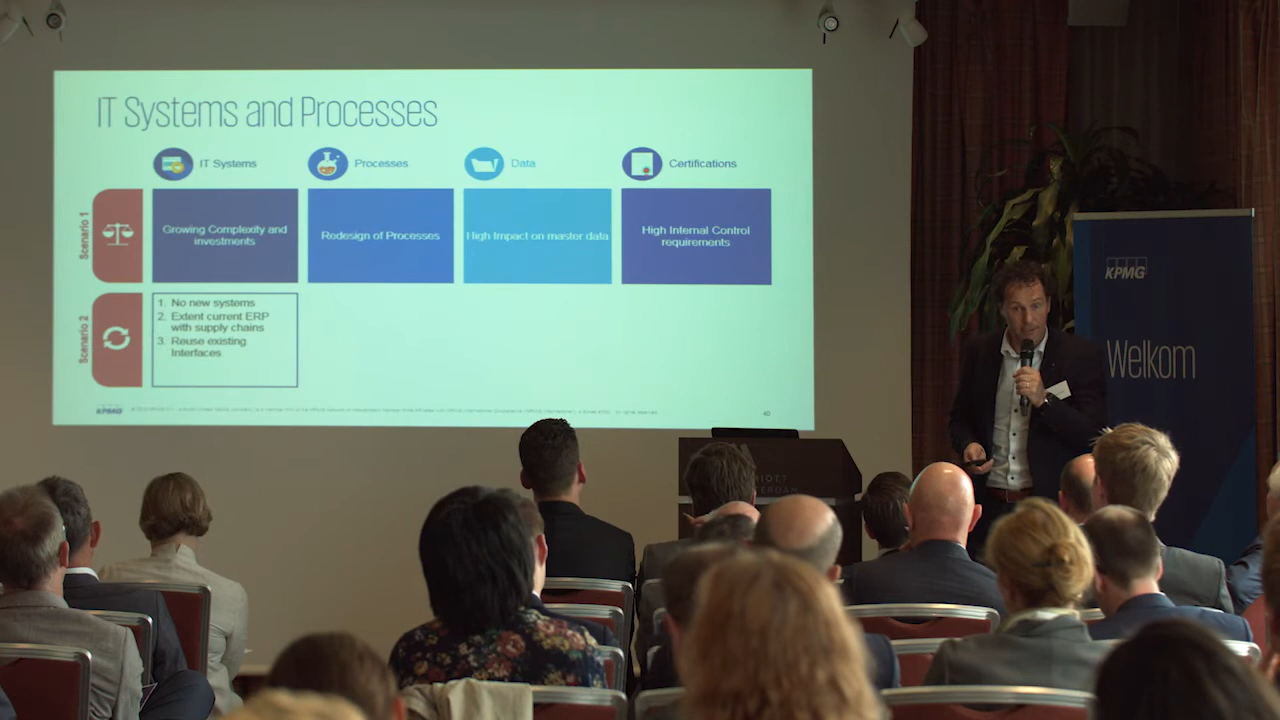 IT Systems and Processes
IT Systems
Processes
Data
Certifications
Scenario 1
Growing Complexity and
investments
Redesign of Processes
High Impact on master data
High Internal Control
requirements
Scenario 2
1. No new systems
2. Extent current ERP
with supply chains
3. Reuse existing
Interfaces
KPMG
40
KPMG
Welkom